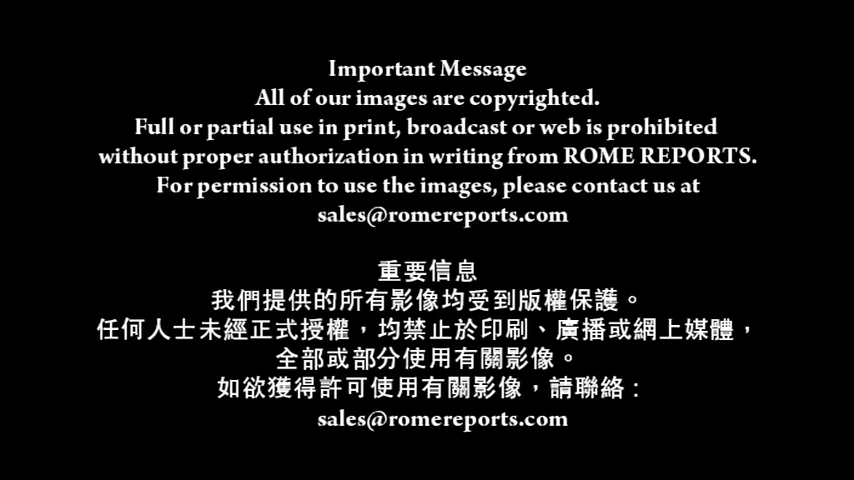 Important Message
All of our images are copyrighted.
Full or partial use in print, broadcast or web is prohibited
without proper authorization in writing from ROME REPORTS.
For permission to use the images, please contact us at
sales@romereports.com
重要信息
我們提供的所有影像均受到版權保護。
任何人士未經正式授權，均禁止於印刷、廣播或網上媒體，
全部或部分使用有關影像。
如欲獲得許可使用有關影像，請聯絡：
sales@romereports.com